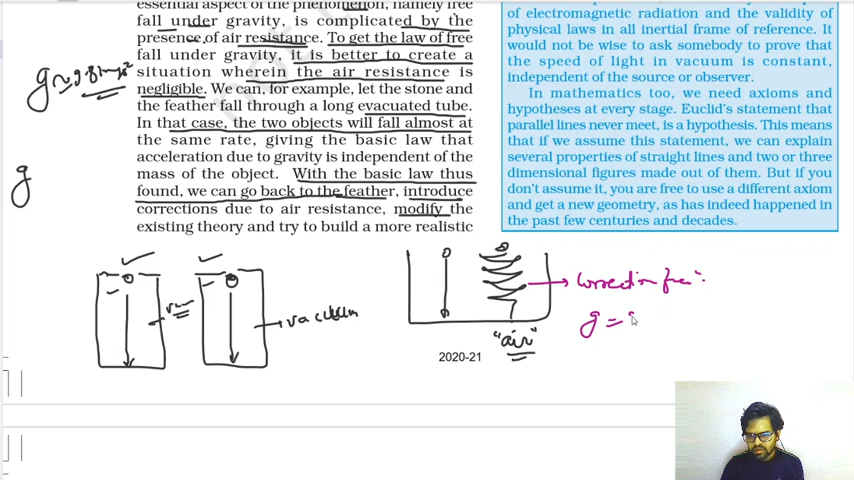 essential aspect of the phenomenon, namely free
fall under gravity, is complicated by the
presence of air resistance. To get the law of free
fall under gravity, it is better to create a
situation wherein the air resistance is
negligible. We can, for example, let the stone and
the feather fall through a long evacuated tube.
In that case, the two objects will fall almost at
the same rate, giving the basic law that
acceleration due to gravity is independent of the
mass of the object. With the basic law thus
found, we can go back to the feather, introduce
corrections due to air resistance, modify the
existing theory and try to build a more realistic
of electromagnetic radiation and the validity of
physical laws in all inertial frame of reference.
It would not be wise to ask somebody to prove that
the speed of light in vacuum is constant,
independent of the source or observer.
In mathematics too, we need axioms and
hypotheses at every stage. Euclid's statement that
parallel lines never meet, is a hypothesis. This means
that if we assume this statement, we can explain
several properties of straight lines and two or three
dimensional figures made out of them. But if you
don't assume it, you are free to use a different axiom
and get a new geometry, as has indeed happened in
the past few centuries and decades.
g
vacuum
"air"
g =
2020-21